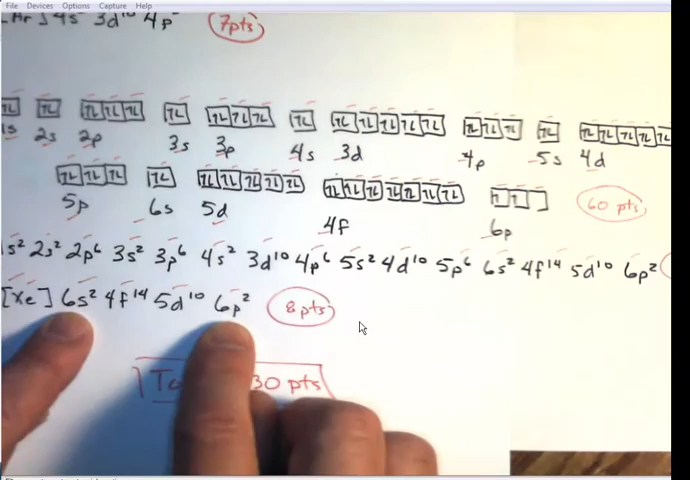 File Devices Options Capture Help
[Ar] 4s² 3d¹⁰ 4p 7pts
1s 2s 2p 3s 3p 4s 3d 4p 5s 4d
5p 6s 5d 4f 6p 60 pts
s² 2s² 2p⁶ 3s² 3p⁶ 4s² 3d¹⁰ 4p⁶ 5s² 4d¹⁰ 5p⁶ 6s² 4f¹⁴ 5d¹⁰ 6p²
[Xe] 6s² 4f¹⁴ 5d¹⁰ 6p² 8pts
30 pts